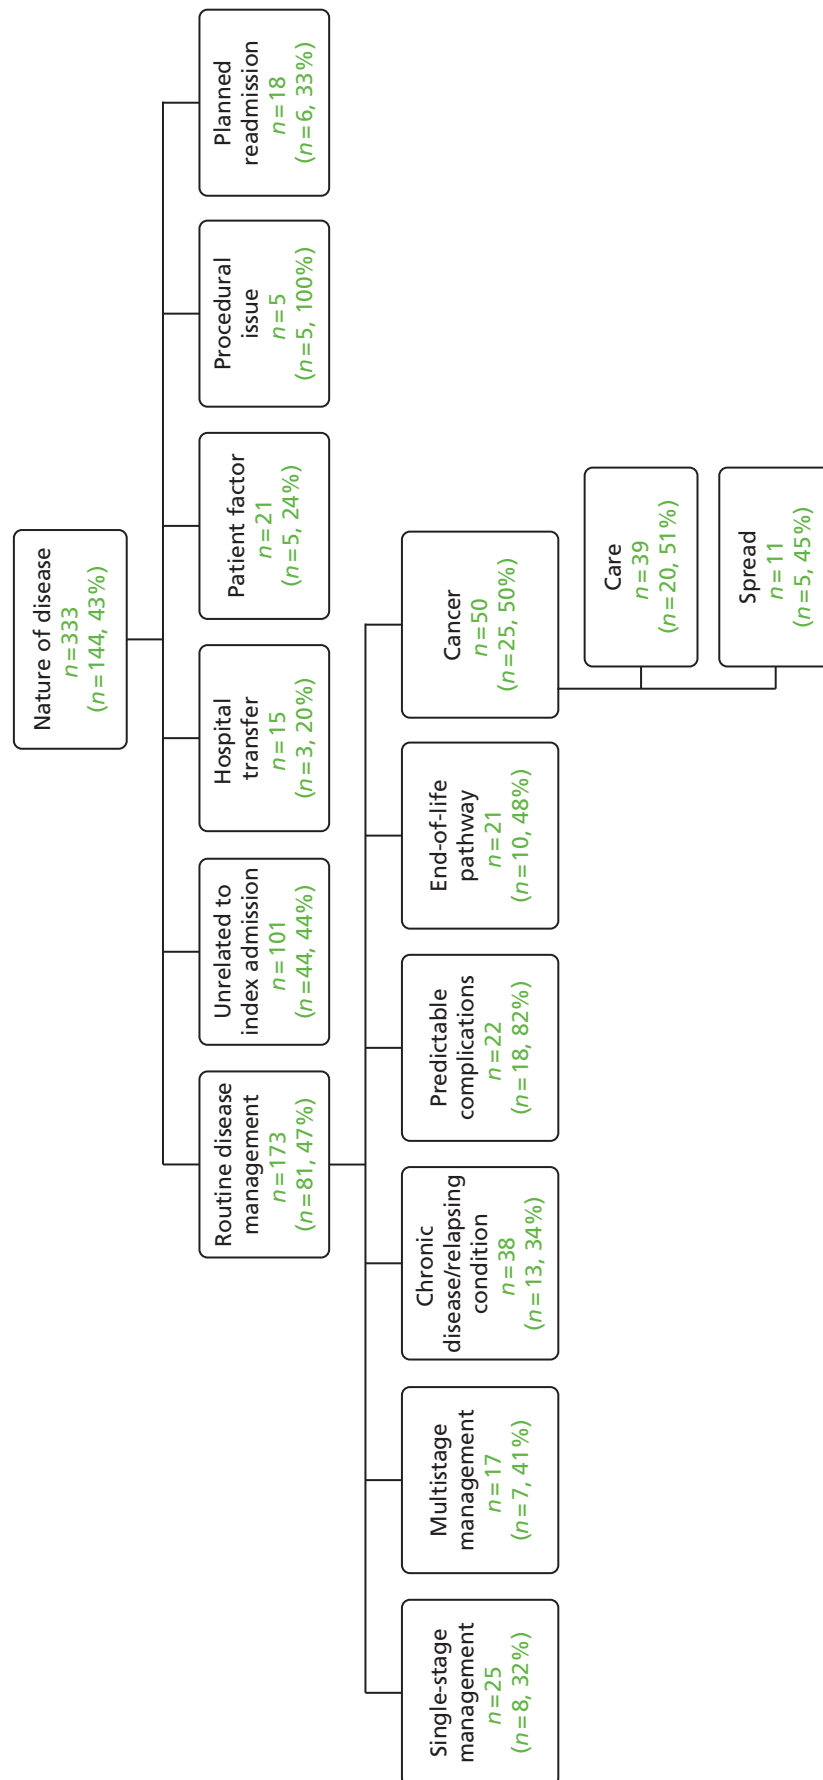 Nature of disease
n=333
(n=144, 43%)
Routine disease
management
n=173
(n=81, 47%)
Unrelated to
index admission
n=101
(n=44, 44%)
Hospital
transfer
n=15
(n=3, 20%)
Patient factor
n=21
(n=5, 24%)
Procedural
issue
n=5
(n=5, 100%)
Planned
readmission
n=18
(n=6, 33%)
Single-stage
management
n=25
(n=8, 32%)
Multistage
management
n=17
(n=7, 41%)
Chronic
disease/relapsing
condition
n=38
(n=13, 34%)
Predictable
complications
n=22
(n=18, 82%)
End-of-life
pathway
n=21
(n=10, 48%)
Cancer
n=50
(n=25, 50%)
Care
n=39
(n=20, 51%)
Spread
n=11
(n=5, 45%)